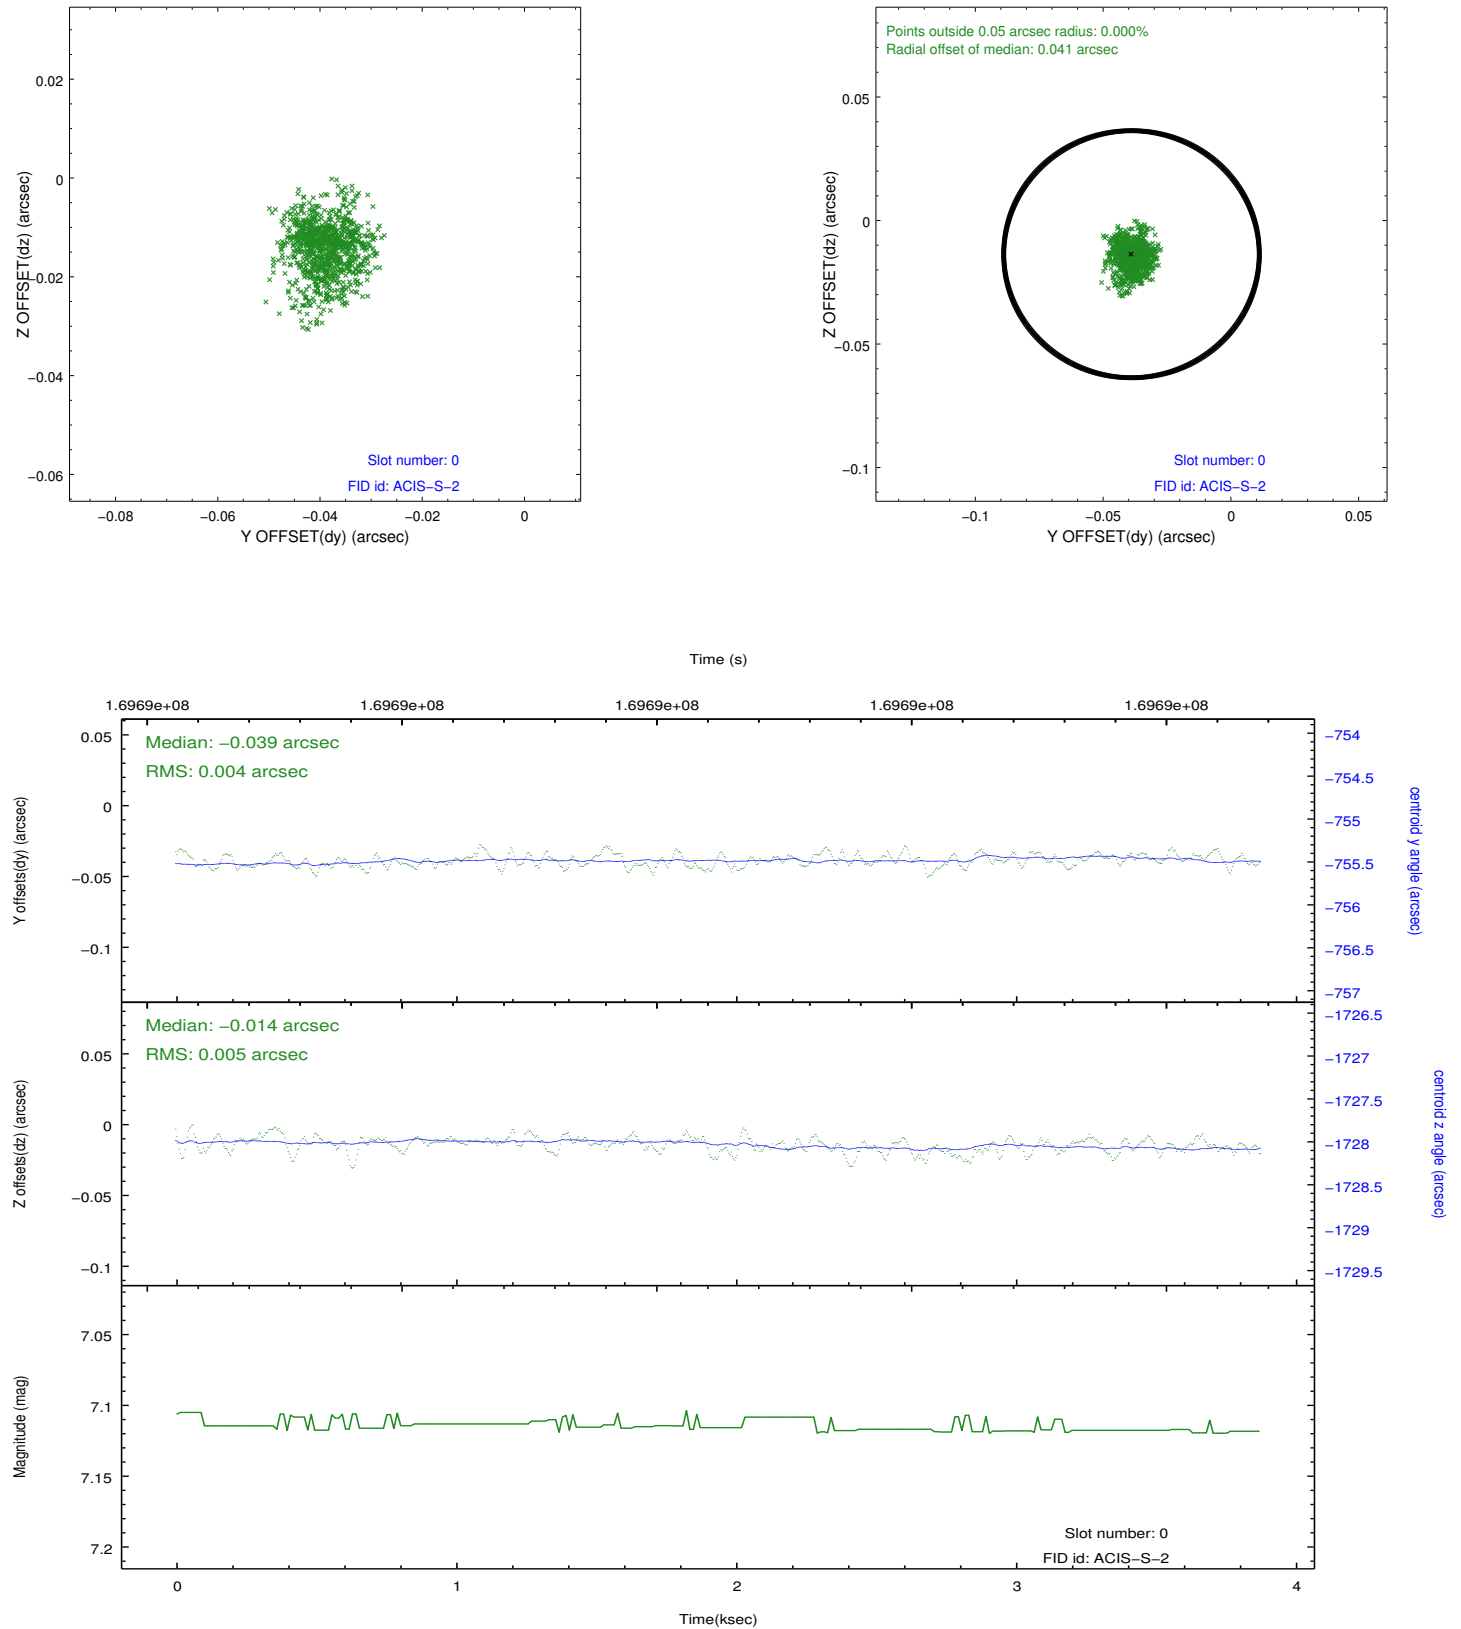 0.02
0
−0.02
−0.04
−0.06
Z OFFSET(dz) (arcsec)
Slot number: 0
FID id: ACIS−S−2
−0.08
−0.06
−0.04
−0.02
0
Y OFFSET(dy) (arcsec)
Points outside 0.05 arcsec radius: 0.000%
Radial offset of median: 0.041 arcsec
0.05
0
−0.05
−0.1
Z OFFSET(dz) (arcsec)
Slot number: 0
FID id: ACIS−S−2
−0.1
−0.05
0
0.05
Y OFFSET(dy) (arcsec)
Time (s)
1.6969e+08
1.6969e+08
1.6969e+08
1.6969e+08
1.6969e+08
Median: −0.039 arcsec
RMS: 0.004 arcsec
0.05
0
−0.05
−0.1
Y offsets(dy) (arcsec)
−754
−754.5
−755
−755.5
−756
−756.5
−757
centroid y angle (arcsec)
Median: −0.014 arcsec
RMS: 0.005 arcsec
0.05
0
−0.05
−0.1
Z offsets(dz) (arcsec)
−1726.5
−1727
−1727.5
−1728
−1728.5
−1729
−1729.5
centroid z angle (arcsec)
7.05
7.1
7.15
7.2
Magnitude (mag)
Slot number: 0
FID id: ACIS−S−2
0
1
2
3
4
Time(ksec)